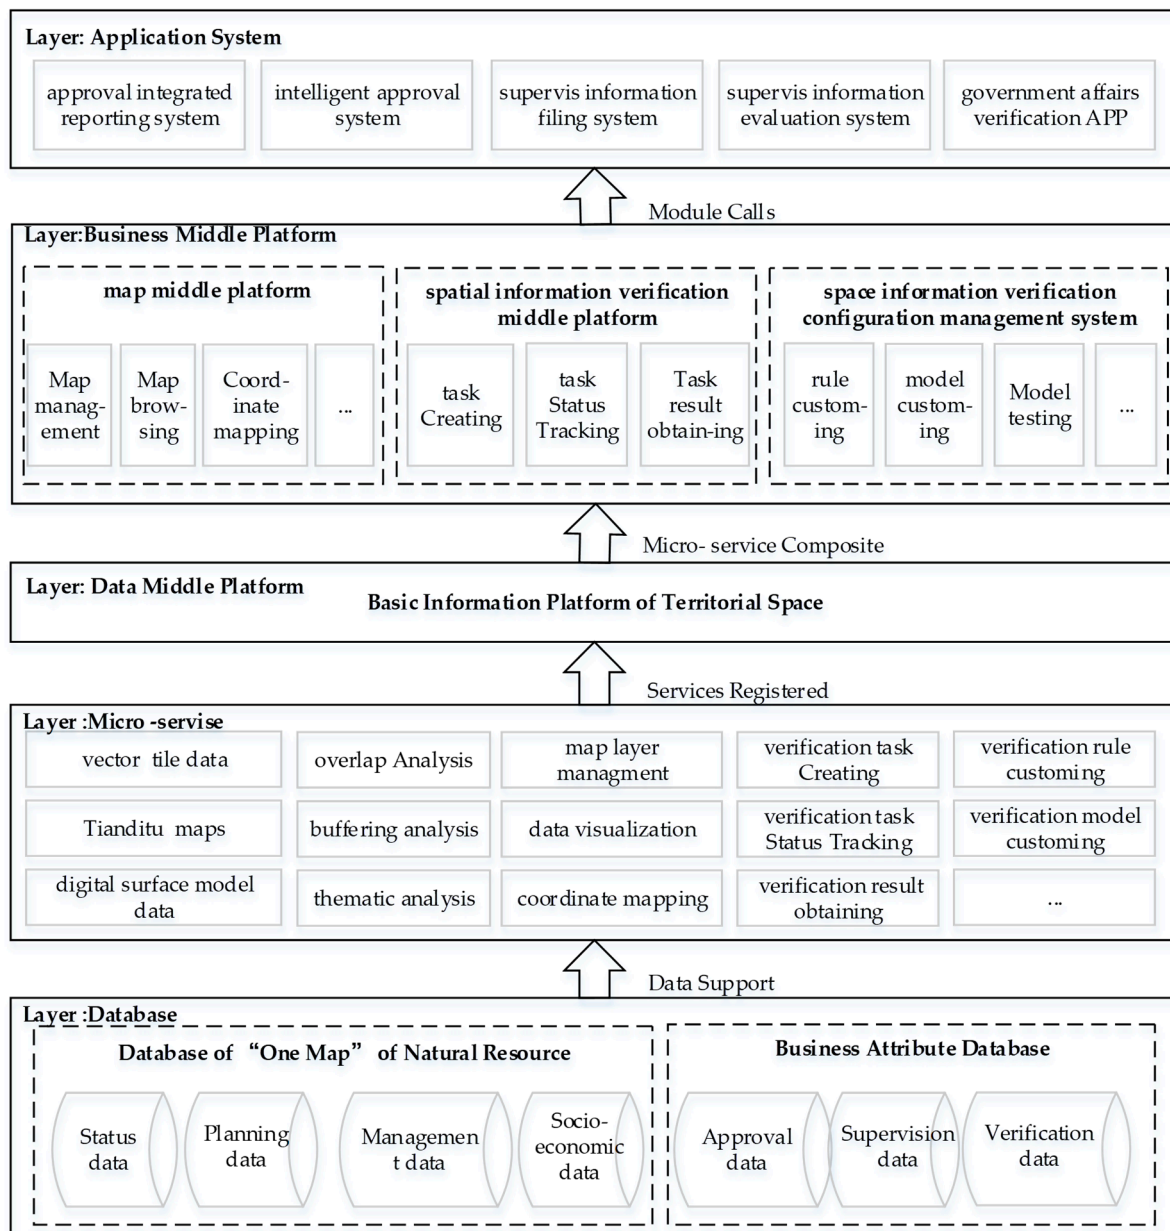 Layer: Application System
approval integrated
reporting system
intelligent approval
system
supervis information
filing system
supervis information
evaluation system
government affairs
verification APP
Module Calls
Layer:Business Middle Platform
map middle platform
Map
manag-
ement
Map
brow-
sing
Coord-
inate
mapping
...
spatial information verification
middle platform
task
Creating
task
Status
Tracking
Task
result
obtain-ing
space information verification
configuration management system
rule
custom-
ing
model
custom-
ing
Model
testing
...
Micro- service Composite
Layer: Data Middle Platform
Basic Information Platform of Territorial Space
Services Registered
Layer :Micro -servise
vector tile data
overlap Analysis
map layer
managment
verification task
Creating
verification rule
customing
Tianditu maps
buffering analysis
data visualization
verification task
Status Tracking
verification model
customing
digital surface model
data
thematic analysis
coordinate mapping
verification result
obtaining
...
Data Support
Layer :Database
Database of “One Map” of Natural Resource
Status
data
Planning
data
Managemen
t data
Socio-
economic
data
Business Attribute Database
Approval
data
Supervision
data
Verification
data